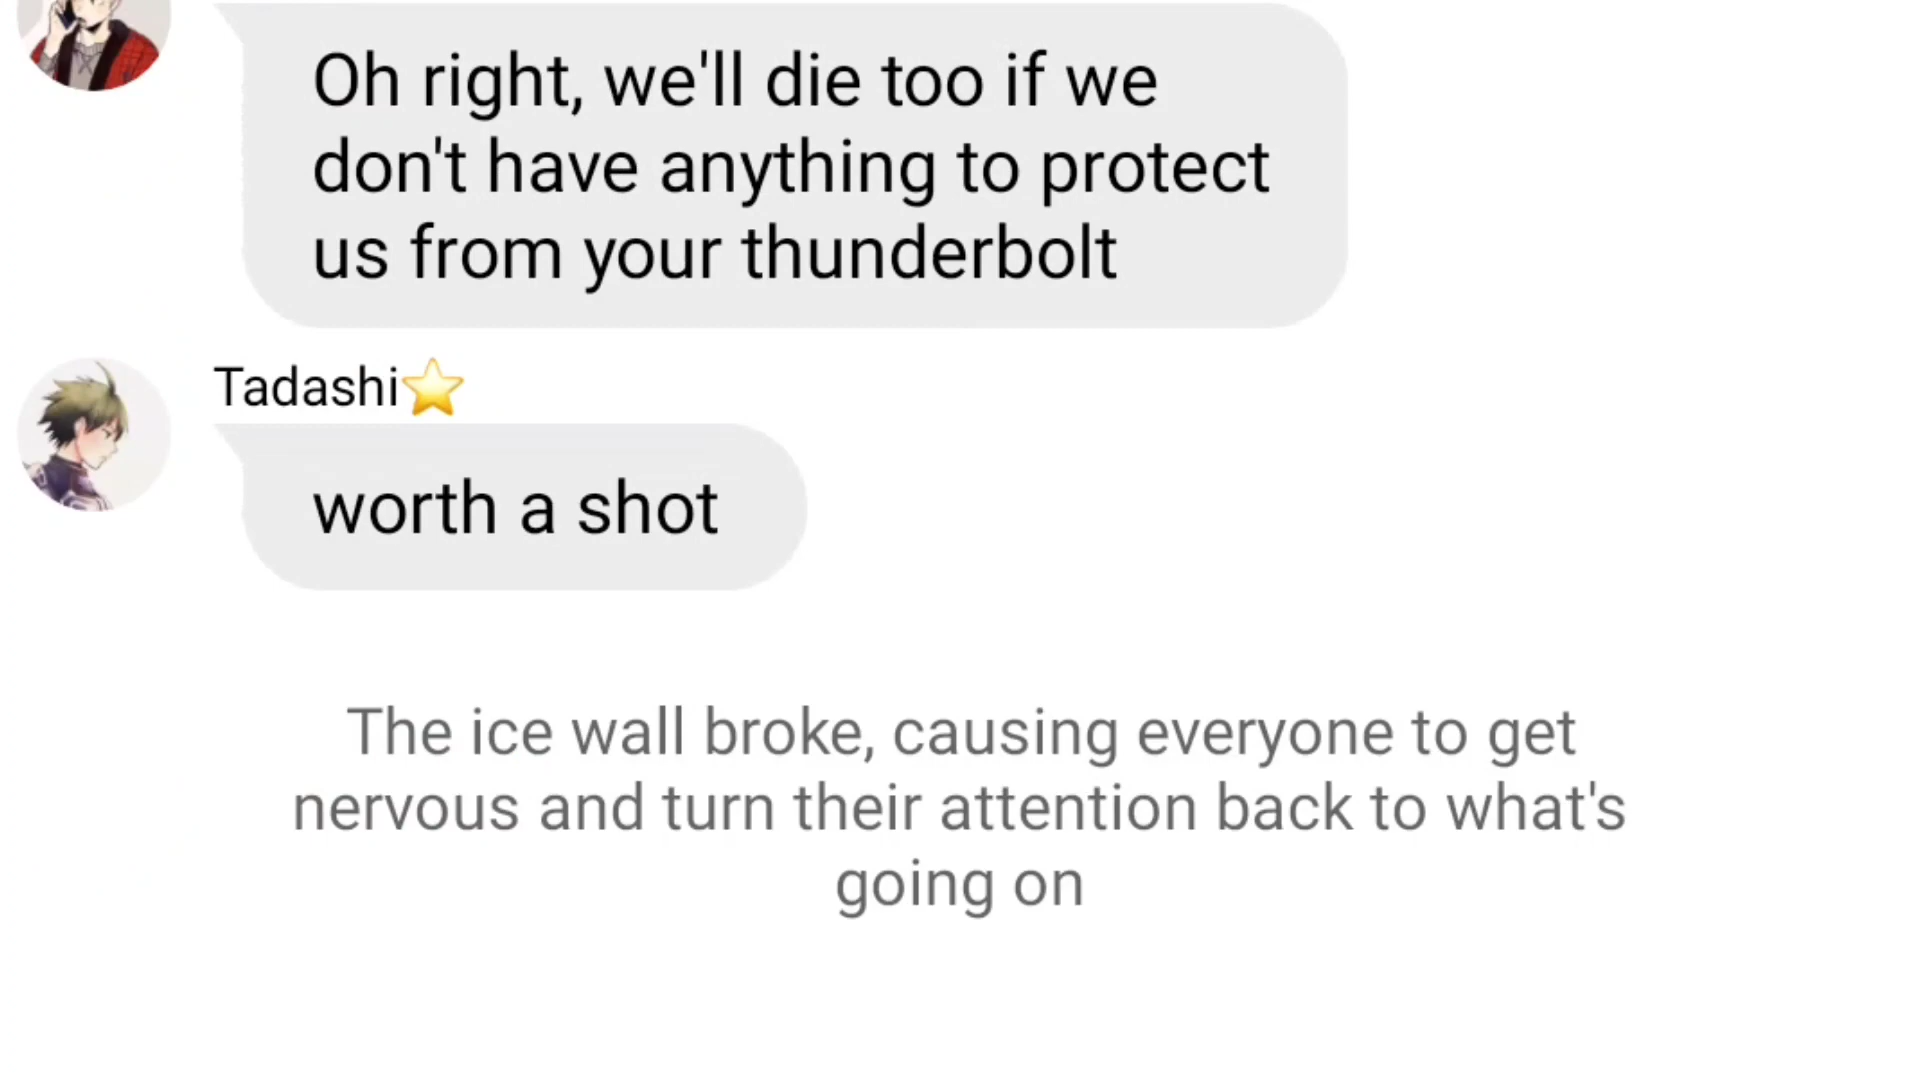 Oh right, we'll die too if we
don't have anything to protect
us from your thunderbolt
Tadashi⭐
worth a shot
The ice wall broke, causing everyone to get
nervous and turn their attention back to what's
going on